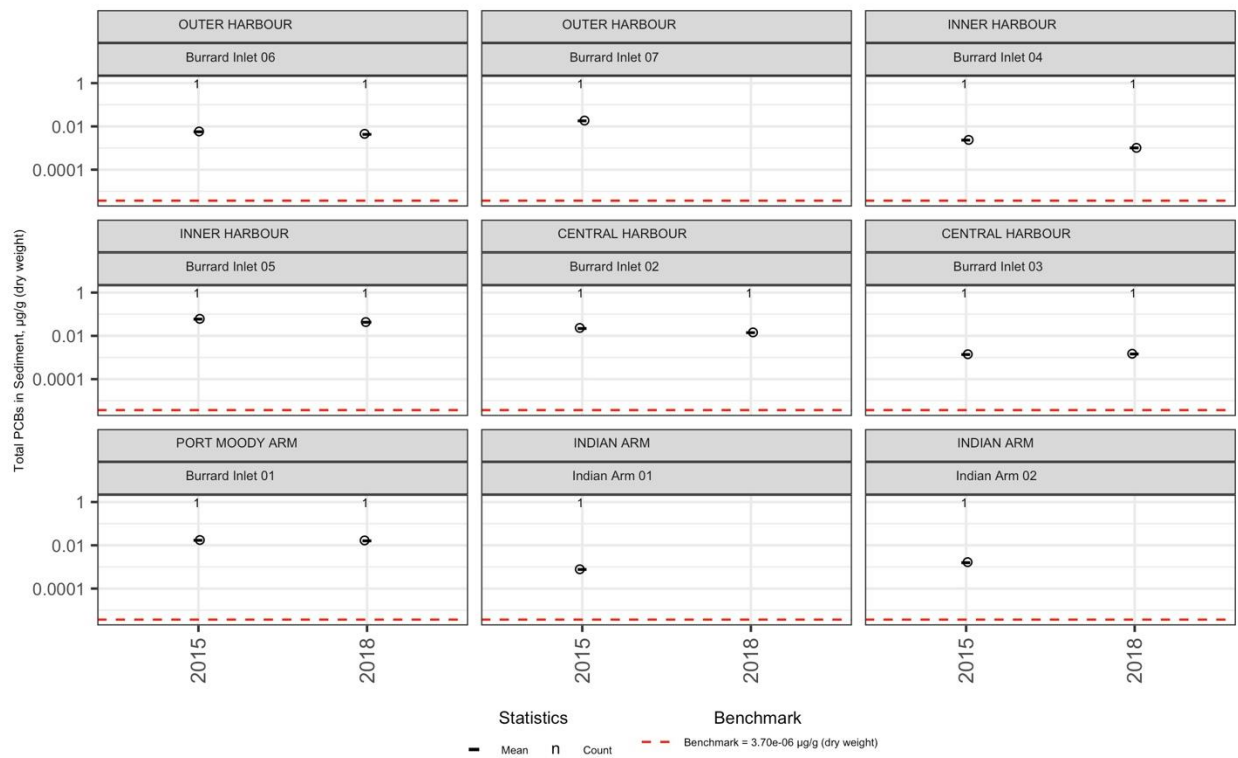 OUTER HARBOUR
Burrard Inlet 06
OUTER HARBOUR
Burrard Inlet 07
INNER HARBOUR
Burrard Inlet 04
1
0.01
0.0001
1
1
1
1
1
INNER HARBOUR
Burrard Inlet 05
CENTRAL HARBOUR
Burrard Inlet 02
CENTRAL HARBOUR
Burrard Inlet 03
1
0.01
0.0001
1
1
1
1
1
1
PORT MOODY ARM
Burrard Inlet 01
INDIAN ARM
Indian Arm 01
INDIAN ARM
Indian Arm 02
1
0.01
0.0001
1
1
1
1
Total PCBs in Sediment, µg/g (dry weight)
2015
2018
2015
2018
2015
2018
Statistics
Mean
n
Count
Benchmark
Benchmark = 3.70e-06 µg/g (dry weight)